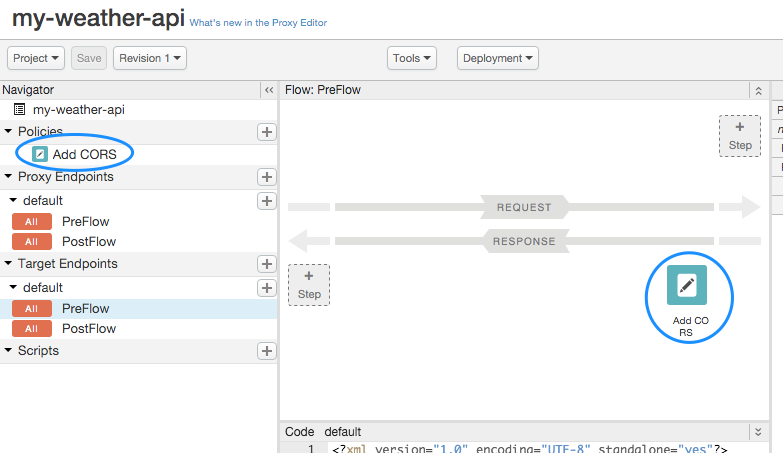 my-weather-api What's new in the Proxy Editor
Project Save Revision 1 Tools Deployment
Navigator
my-weather-api
Policies
Add CORS
Proxy Endpoints
default
All PreFlow
All PostFlow
Target Endpoints
default
All PreFlow
All PostFlow
Scripts
Flow: PreFlow
+
Step
REQUEST
RESPONSE
+
Step
Add CO
RS
Code default
1 <?xml version="1.0" encoding="UTF-8" standalone="yes"?>